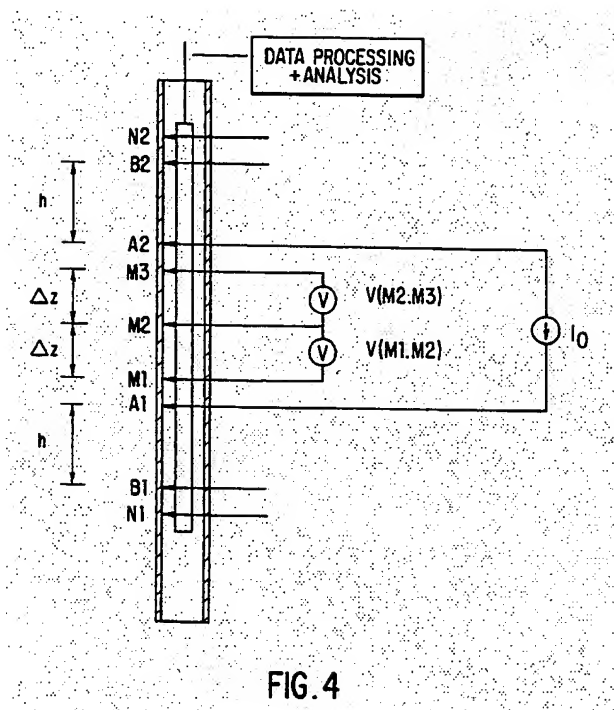 DATA PROCESSING
+ANALYSIS
N2
B2
h
A2
M3
V V(M2.M3)
Δz
M2
I0
Δz
V V(M1.M2)
M1
A1
h
B1
N1
FIG. 4